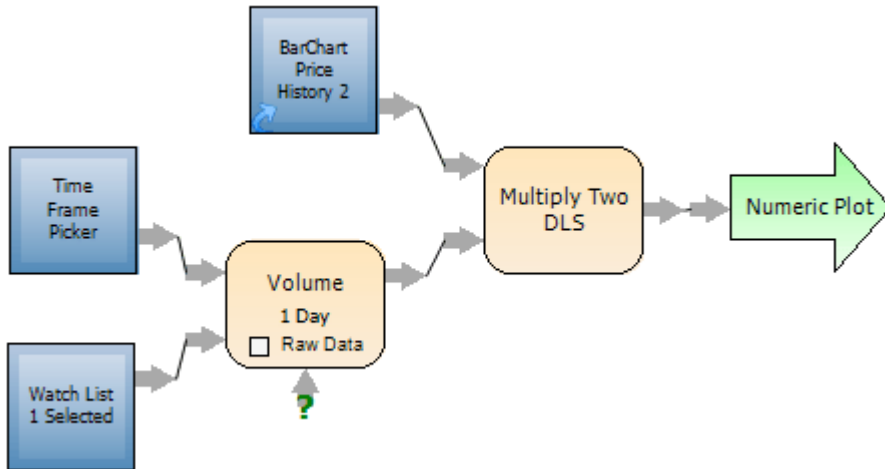 BarChart
Price
History 2
Time
Frame
Picker
Multiply Two
DLS
Numeric Plot
Volume
1 Day
Raw Data
Watch List
1 Selected
?